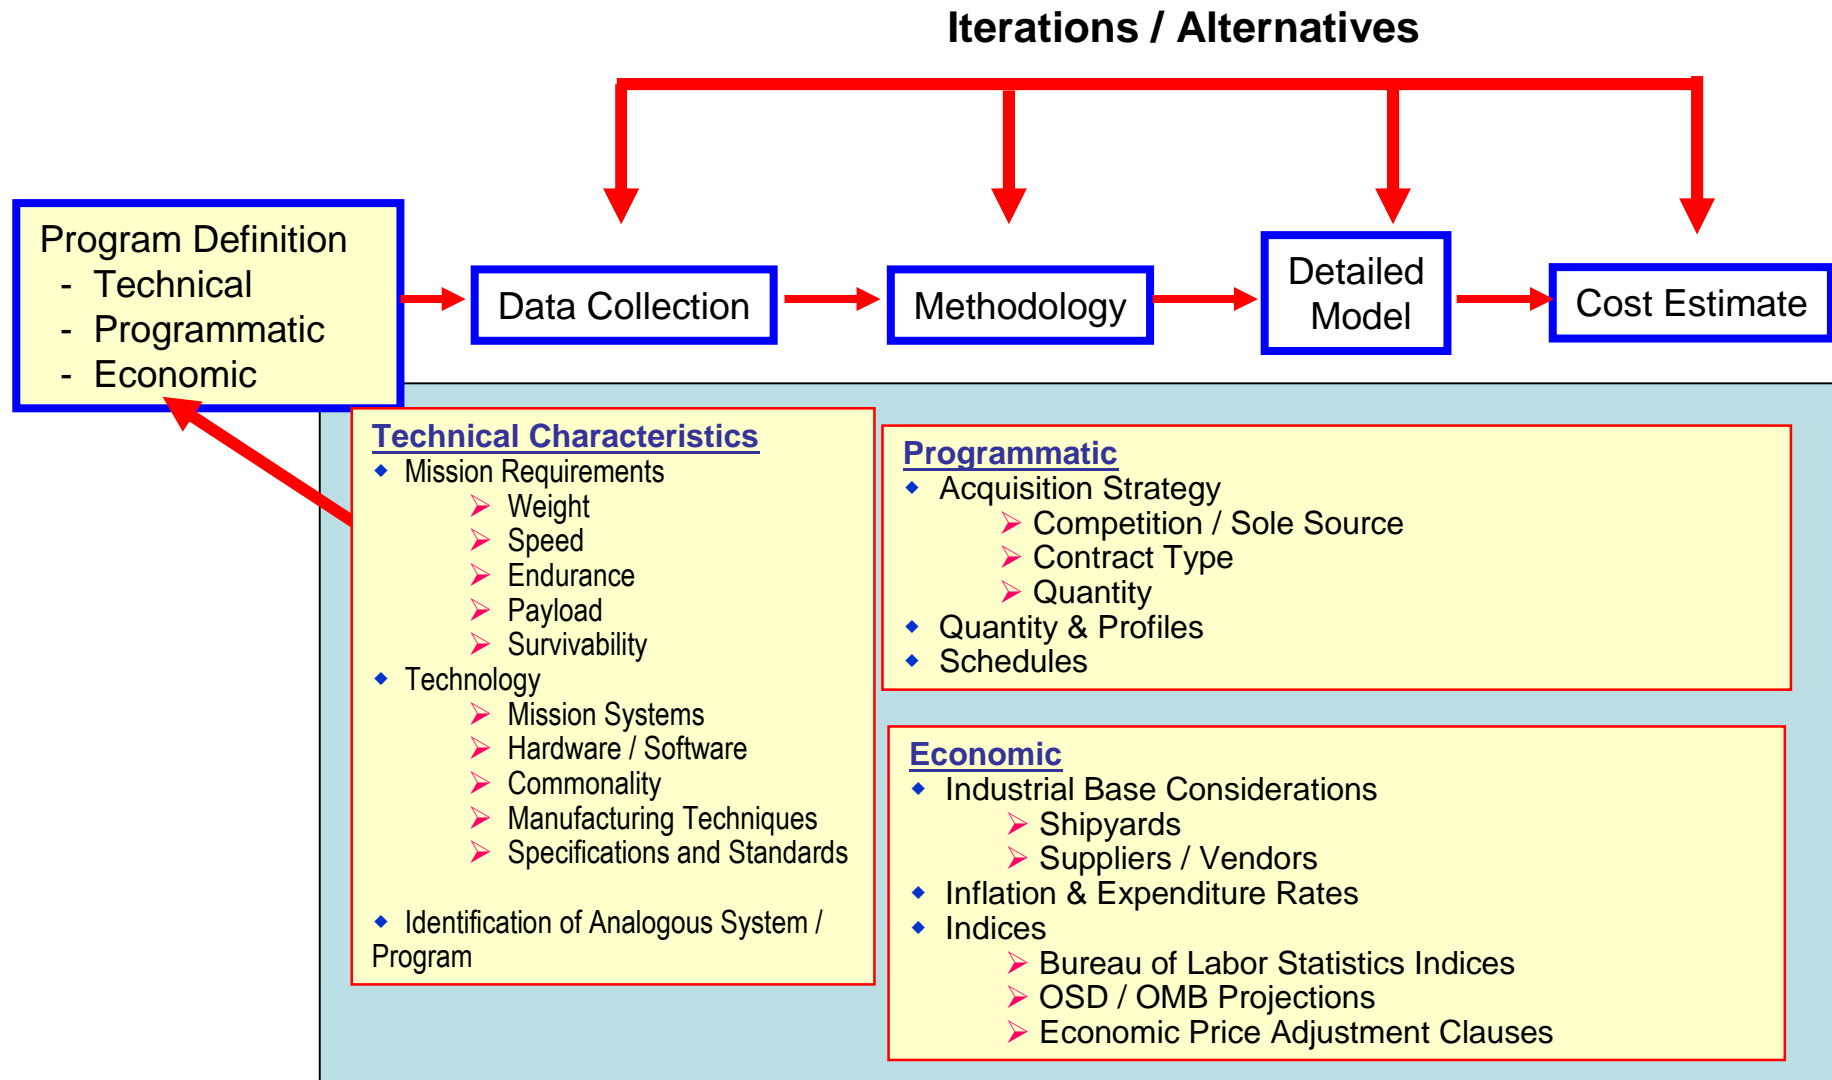 Iterations / Alternatives
Program Definition
- Technical
- Programmatic
- Economic
Data Collection
Methodology
Detailed
Model
Cost Estimate
Technical Characteristics
Mission Requirements
Weight
Speed
Endurance
Payload
Survivability
Technology
Mission Systems
Hardware / Software
Commonality
Manufacturing Techniques
Specifications and Standards
Identification of Analogous System /
Program
Programmatic
Acquisition Strategy
Competition / Sole Source
Contract Type
Quantity
Quantity & Profiles
Schedules
Economic
Industrial Base Considerations
Shipyards
Suppliers / Vendors
Inflation & Expenditure Rates
Indices
Bureau of Labor Statistics Indices
OSD / OMB Projections
Economic Price Adjustment Clauses